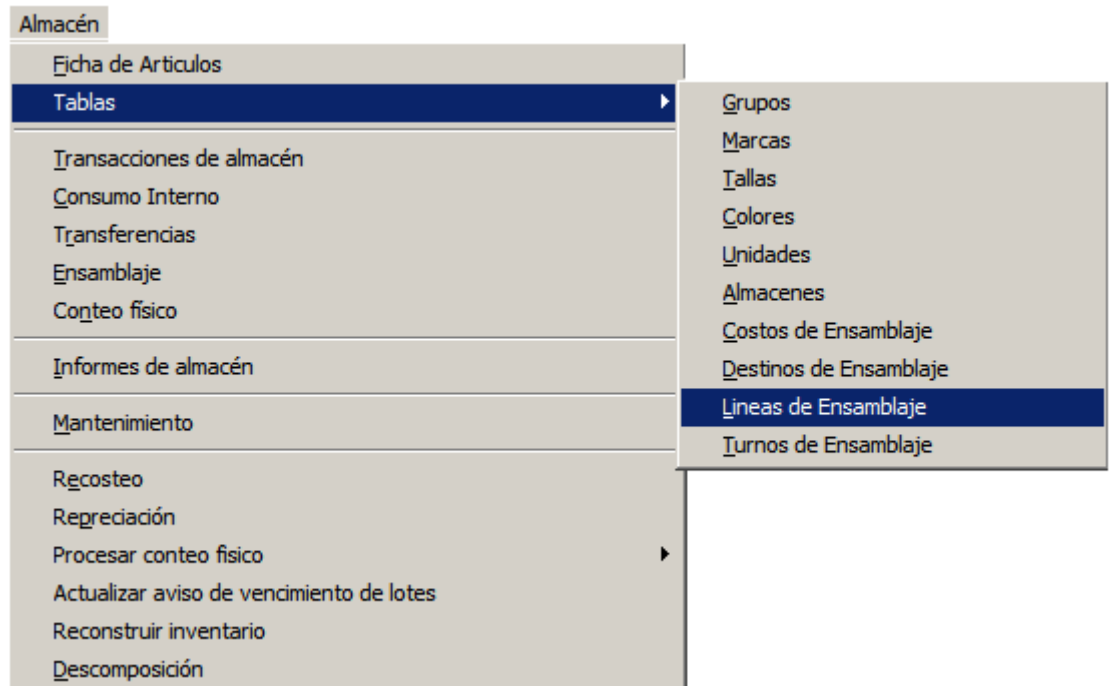 Almacén
Ficha de Articulos
Tablas
Transacciones de almacén
Consumo Interno
Transferencias
Ensamblaje
Conteo físico
Informes de almacén
Mantenimiento
Recosteo
Repreciación
Procesar conteo fisico
Actualizar aviso de vencimiento de lotes
Reconstruir inventario
Descomposición
Grupos
Marcas
Tallas
Colores
Unidades
Almacenes
Costos de Ensamblaje
Destinos de Ensamblaje
Lineas de Ensamblaje
Turnos de Ensamblaje